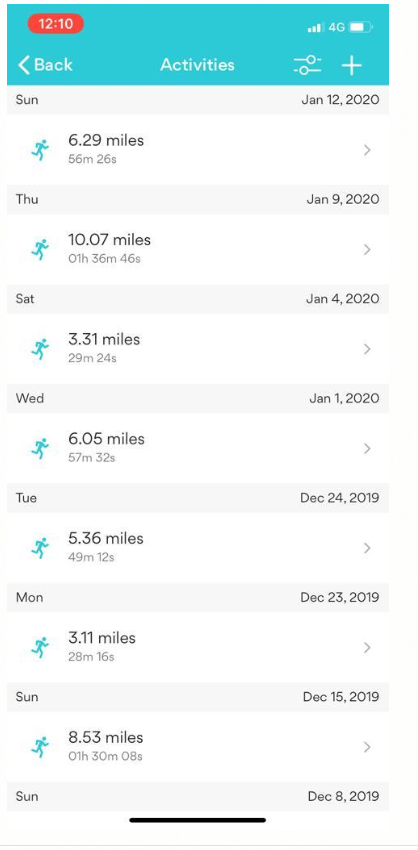 12:10 4G
Back Activities
Sun Jan 12, 2020
6.29 miles
56m 26s
Thu Jan 9, 2020
10.07 miles
01h 36m 46s
Sat Jan 4, 2020
3.31 miles
29m 24s
Wed Jan 1, 2020
6.05 miles
57m 32s
Tue Dec 24, 2019
5.36 miles
49m 12s
Mon Dec 23, 2019
3.11 miles
28m 16s
Sun Dec 15, 2019
8.53 miles
01h 30m 08s
Sun Dec 8, 2019